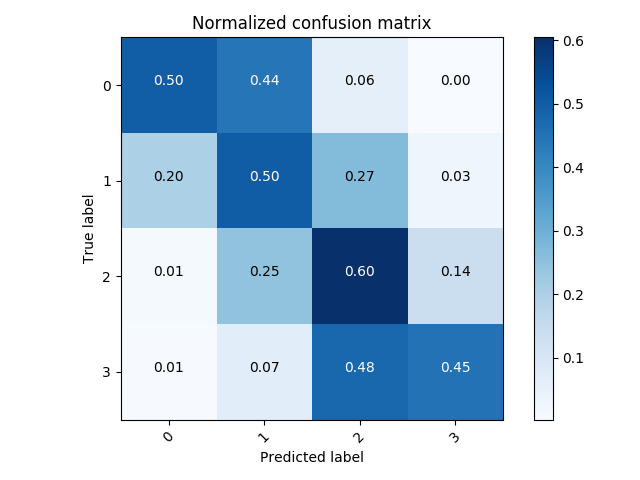 Normalized confusion matrix
0 0.50 0.44 0.06 0.00
1 0.20 0.50 0.27 0.03
2 0.01 0.25 0.60 0.14
3 0.01 0.07 0.48 0.45
0 1 2 3
True label
Predicted label
0.6
0.5
0.4
0.3
0.2
0.1